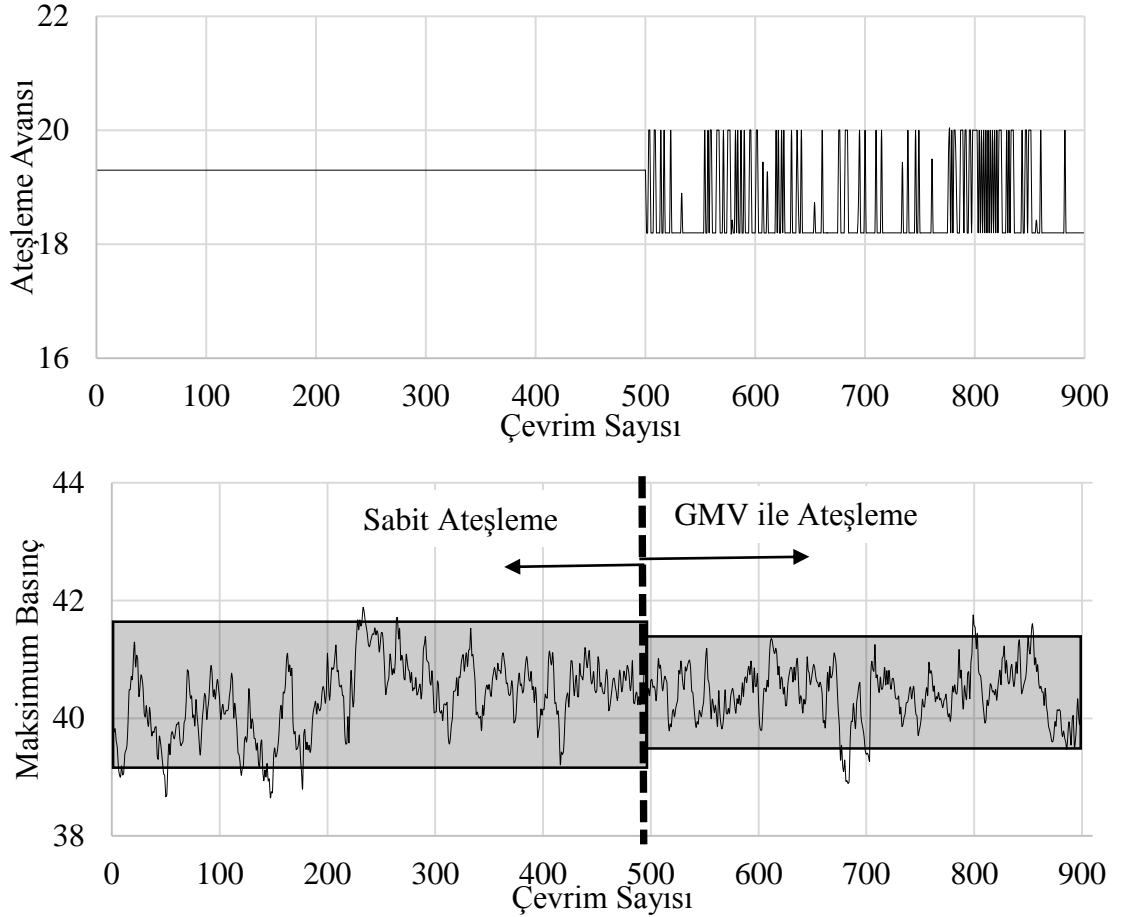 22
20
18
16
Ateşleme Avansı
0 100 200 300 400 500 600 700 800 900
Çevrim Sayısı
44
42
40
38
Maksimum Basınç
Sabit Ateşleme
GMV ile Ateşleme
0 100 200 300 400 500 600 700 800 900
Çevrim Sayısı